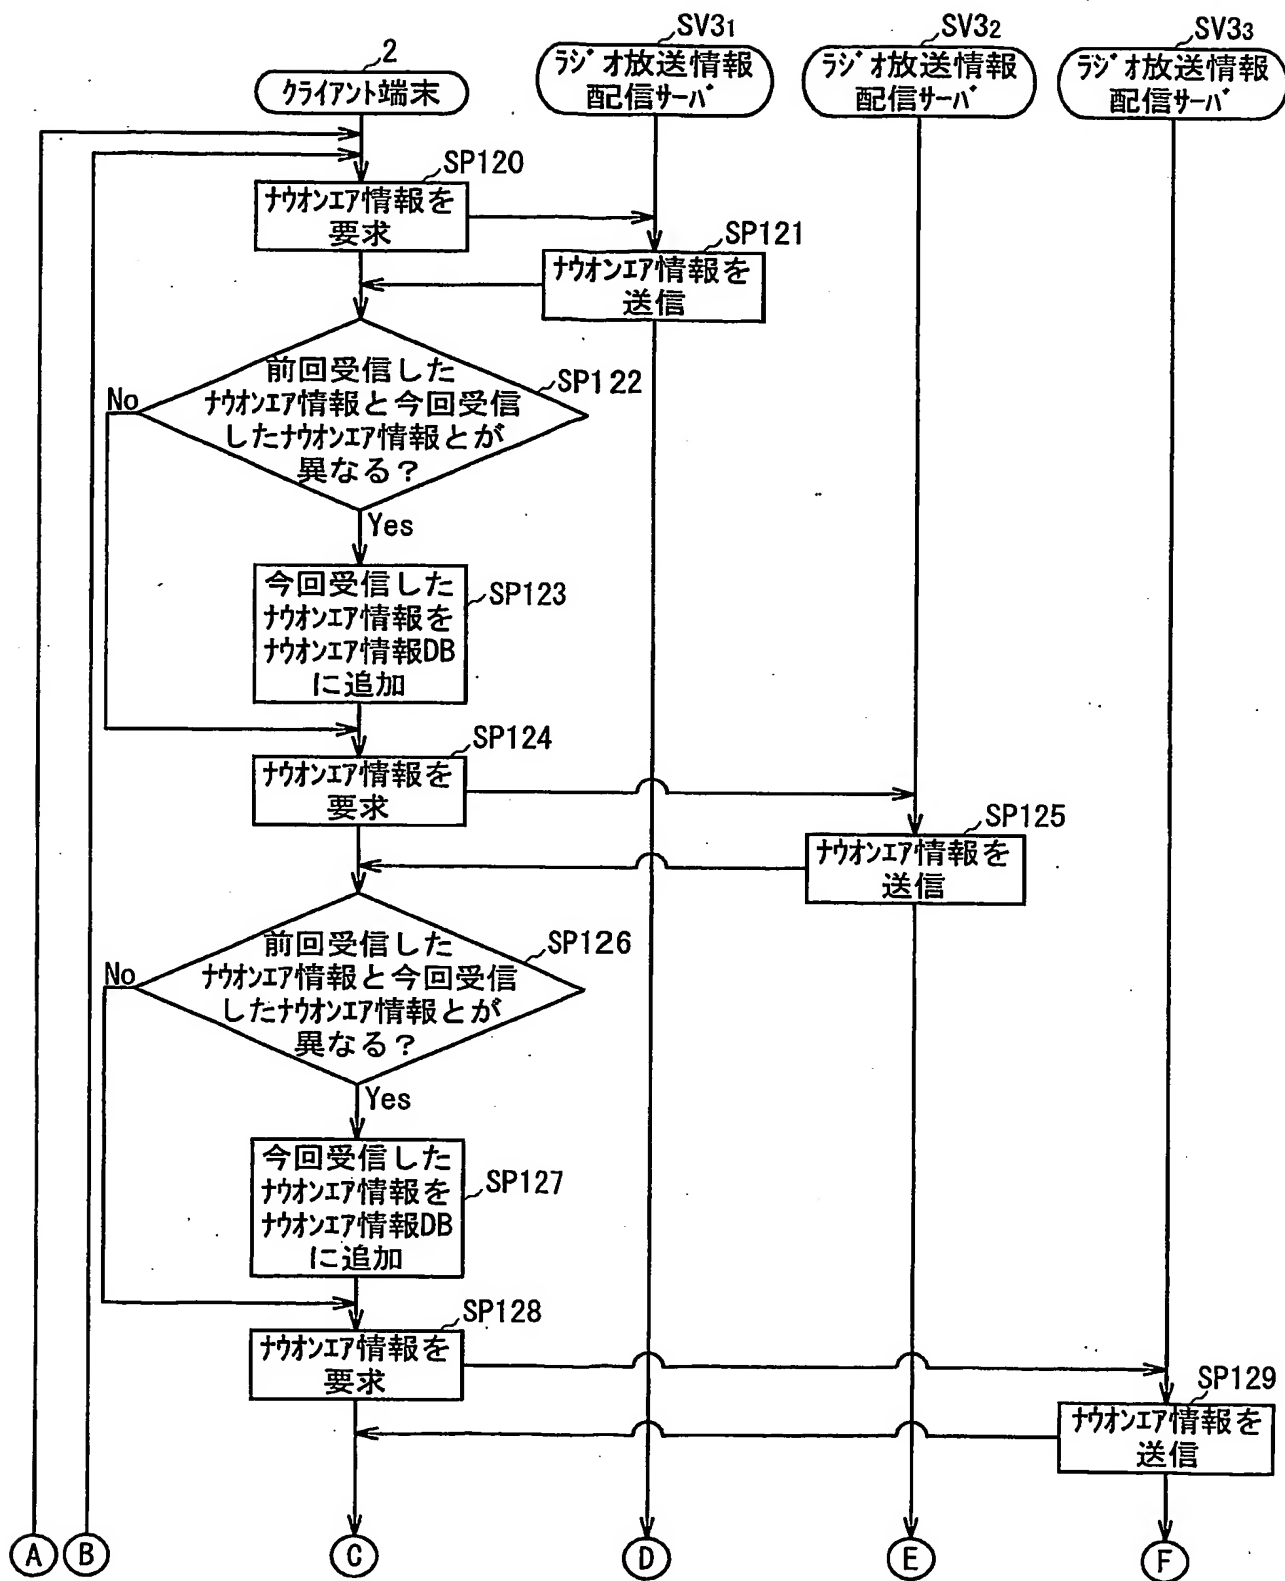 2
クライアント端末
SV31
ラジオ放送情報
配信サーバ
SV32
ラジオ放送情報
配信サーバ
SV33
ラジオ放送情報
配信サーバ
SP120
ナウオンエア情報を
要求
SP121
ナウオンエア情報を
送信
SP122
前回受信した
ナウオンエア情報と今回受信
したナウオンエア情報とが
異なる?
No
Yes
SP123
今回受信した
ナウオンエア情報を
ナウオンエア情報DB
に追加
SP124
ナウオンエア情報を
要求
SP125
ナウオンエア情報を
送信
SP126
前回受信した
ナウオンエア情報と今回受信
したナウオンエア情報とが
異なる?
No
Yes
SP127
今回受信した
ナウオンエア情報を
ナウオンエア情報DB
に追加
SP128
ナウオンエア情報を
要求
SP129
ナウオンエア情報を
送信
A
B
C
D
E
F